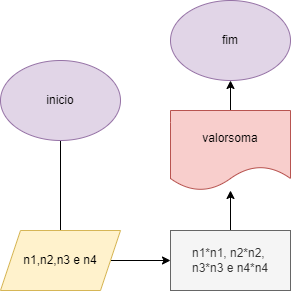 inicio
n1,n2,n3 e n4
n1*n1, n2*n2,
n3*n3 e n4*n4
valorsoma
fim